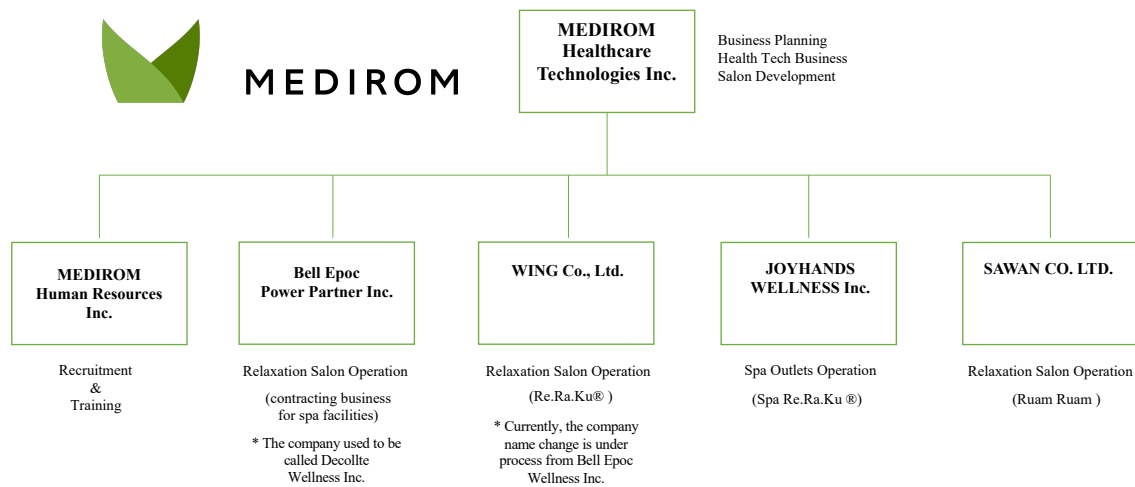 MEDIROM
MEDIROM
Healthcare
Technologies Inc.
Business Planning
Health Tech Business
Salon Development
MEDIROM
Human Resources
Inc.
Recruitment
&
Training
Bell Epoc
Power Partner Inc.
Relaxation Salon Operation
(contracting business
for spa facilities)
* The company used to be
called Decollte
Wellness Inc.
WING Co., Ltd.
Relaxation Salon Operation
(Re.Ra.Ku® )
* Currently, the company
name change is under
process from Bell Epoc
Wellness Inc.
JOYHANDS
WELLNESS Inc.
Spa Outlets Operation
(Spa Re.Ra.Ku ®)
SAWAN CO. LTD.
Relaxation Salon Operation
(Ruam Ruam )